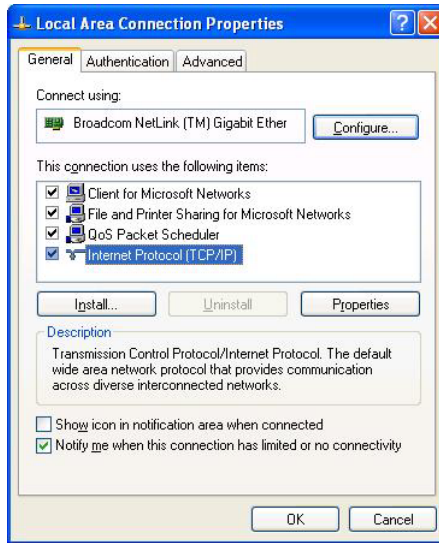 Local Area Connection Properties
General Authentication Advanced
Connect using:
Broadcom NetLink (TM) Gigabit Ether Configure...
This connection uses the following items:
Client for Microsoft Networks
File and Printer Sharing for Microsoft Networks
QoS Packet Scheduler
Internet Protocol (TCP/IP)
Install... Uninstall Properties
Description
Transmission Control Protocol/Internet Protocol. The default
wide area network protocol that provides communication
across diverse interconnected networks.
Show icon in notification area when connected
Notify me when this connection has limited or no connectivity
OK Cancel